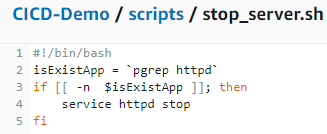 CICD-Demo / scripts / stop_server.sh
1 #!/bin/bash
2 isExistApp = `pgrep httpd`
3 if [[ -n  $isExistApp ]]; then
4     service httpd stop
5 fi